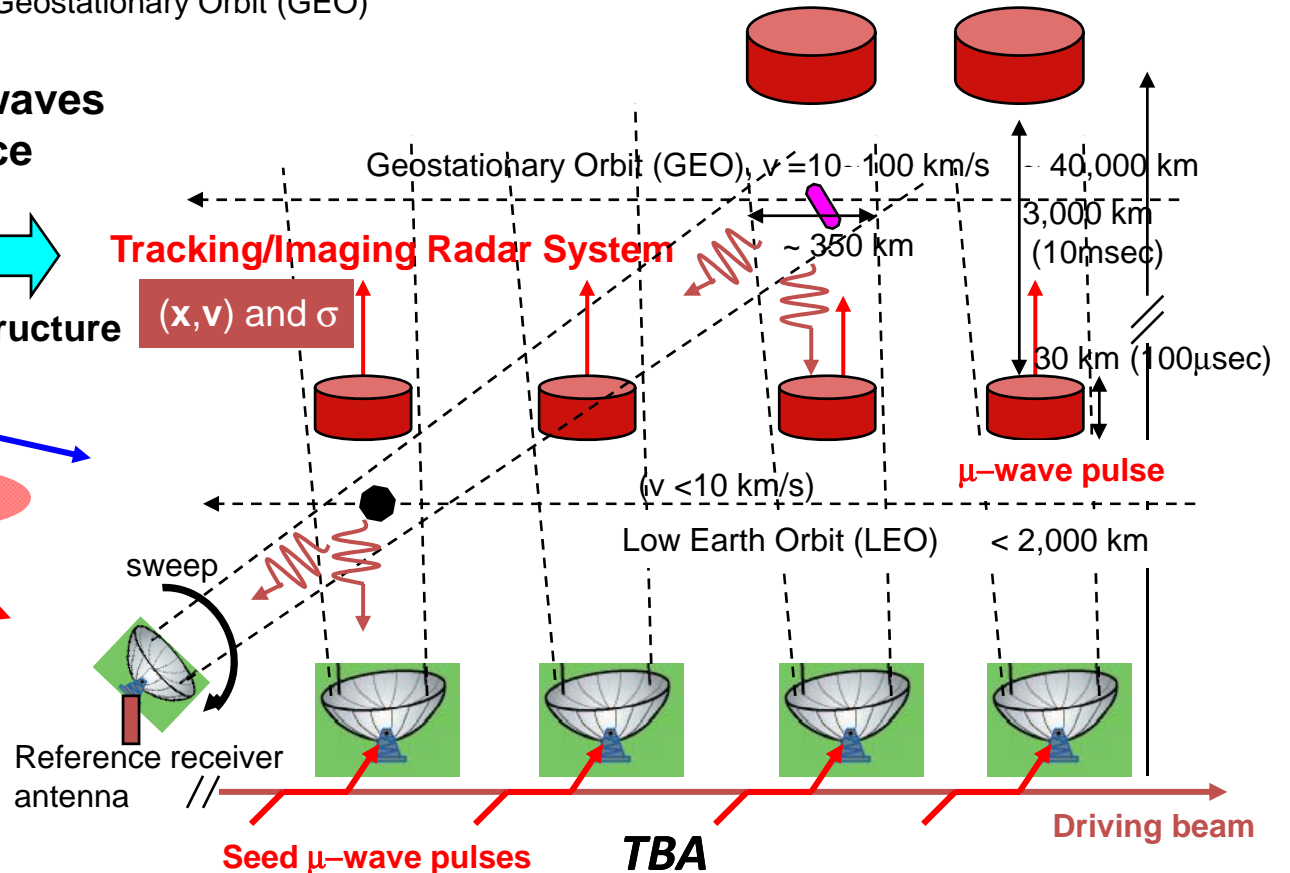 Geostationary Orbit (GEO)
waves
ce
Geostationary Orbit (GEO), v =10~100 km/s ~ 40,000 km
3,000 km
(10msec)
Tracking/Imaging Radar System
~ 350 km
(x,v) and σ
ructure
30 km (100μsec)
μ–wave pulse
(v <10 km/s)
Low Earth Orbit (LEO) < 2,000 km
sweep
Reference receiver
antenna
Driving beam
Seed μ–wave pulses
TBA